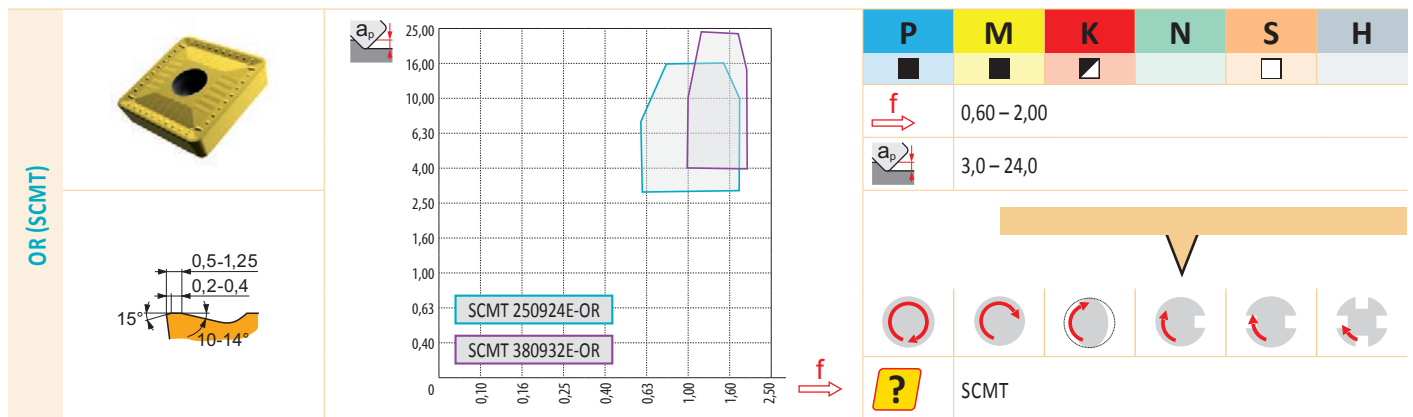 OR (SCMT)
0,5-1,25
0,2-0,4
15°
10-14°
ap
25,00
16,00
10,00
6,30
4,00
2,50
1,60
1,00
0,63
0,40
SCMT 250924E-OR
SCMT 380932E-OR
0 0,10 0,16 0,25 0,40 0,63 1,00 1,60 2,50
f
P M K N S H
f 0,60 – 2,00
ap 3,0 – 24,0
? SCMT